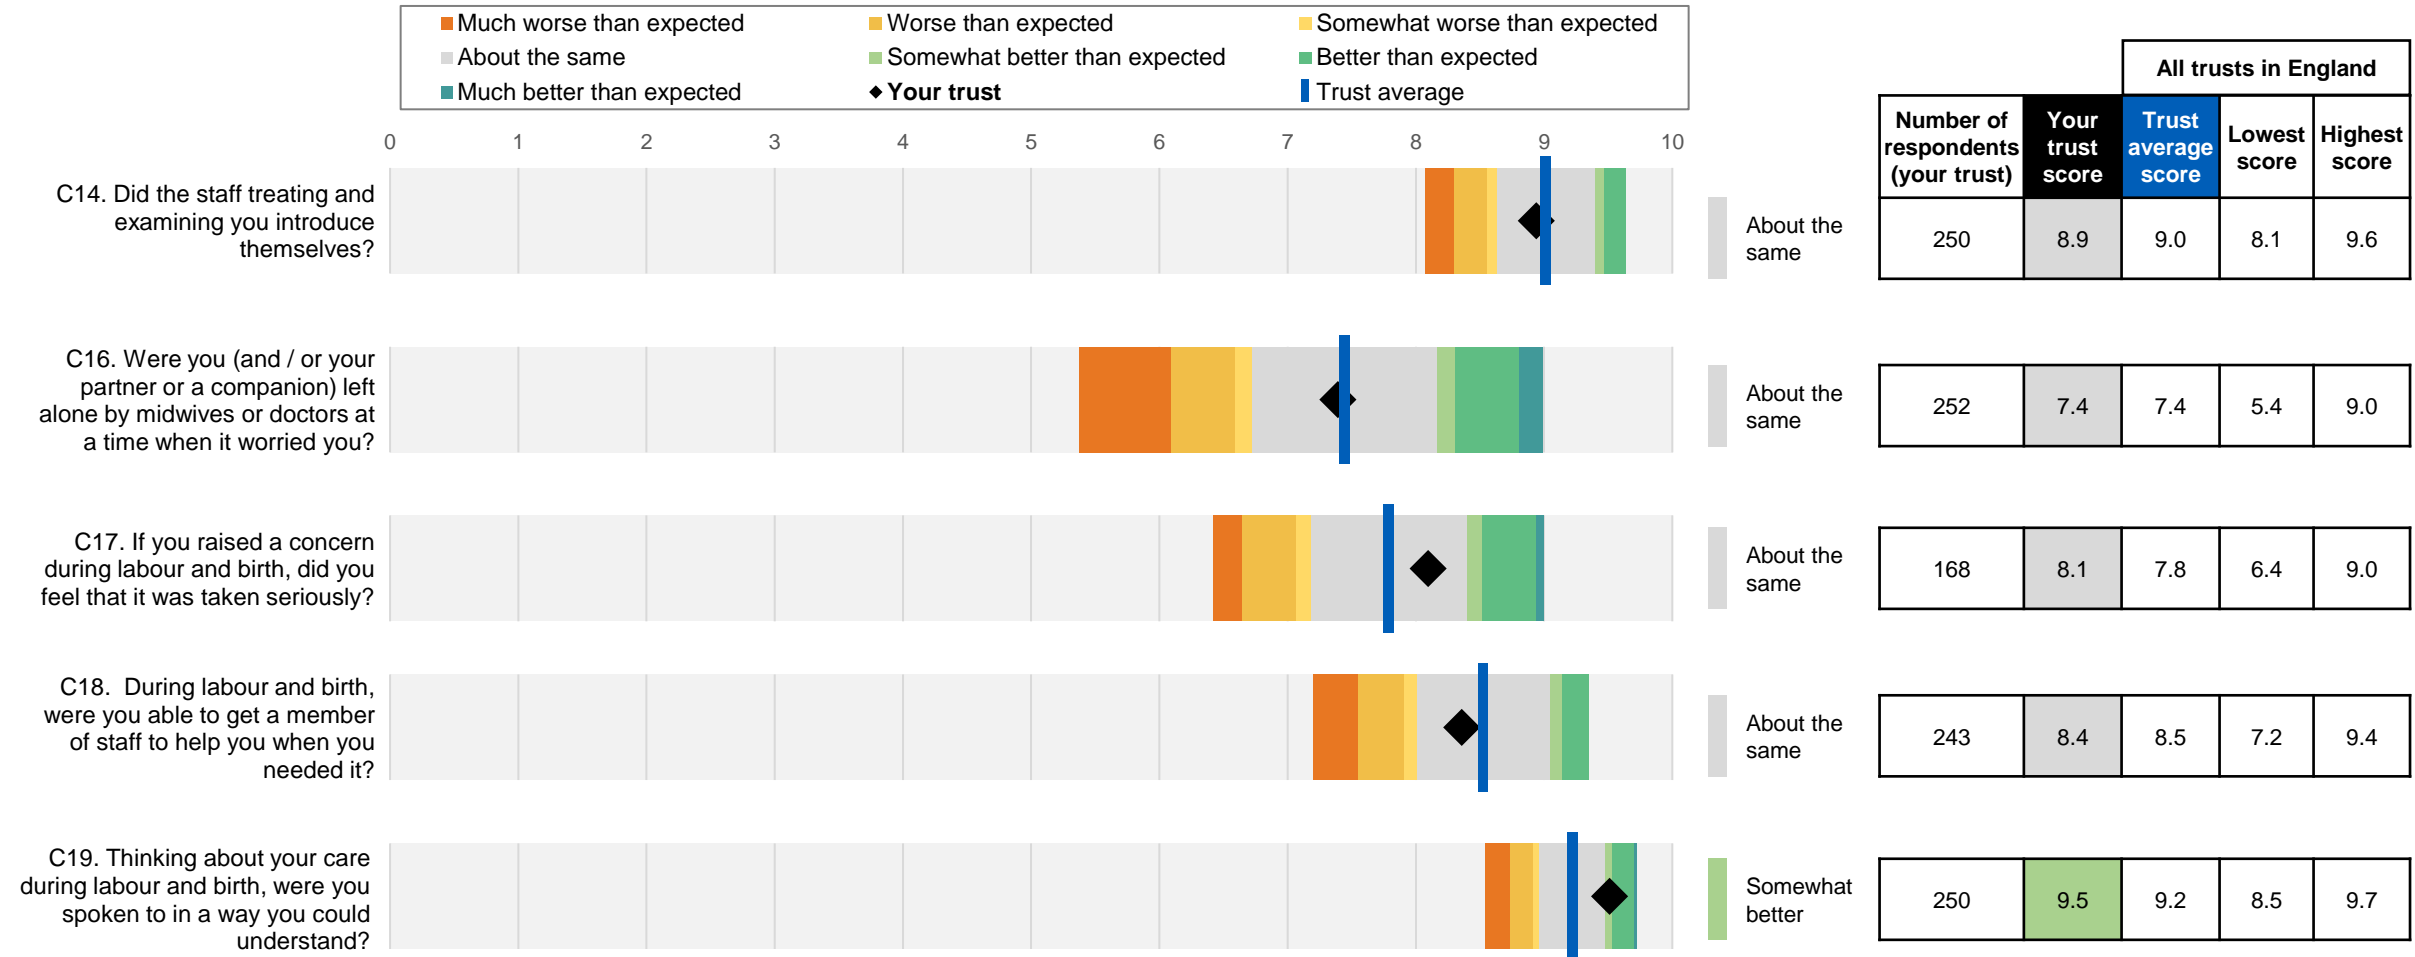 Much worse than expected
Worse than expected
Somewhat worse than expected
About the same
Somewhat better than expected
Better than expected
Much better than expected
Your trust
Trust average
All trusts in England
Number of
respondents
(your trust)
Your
trust
score
Trust
average
score
Lowest
score
Highest
score
0 1 2 3 4 5 6 7 8 9 10
C14. Did the staff treating and
examining you introduce
themselves?
About the
same
250 8.9 9.0 8.1 9.6
C16. Were you (and / or your
partner or a companion) left
alone by midwives or doctors at
a time when it worried you?
About the
same
252 7.4 7.4 5.4 9.0
C17. If you raised a concern
during labour and birth, did you
feel that it was taken seriously?
About the
same
168 8.1 7.8 6.4 9.0
C18.  During labour and birth,
were you able to get a member
of staff to help you when you
needed it?
About the
same
243 8.4 8.5 7.2 9.4
C19. Thinking about your care
during labour and birth, were you
spoken to in a way you could
understand?
Somewhat
better
250 9.5 9.2 8.5 9.7